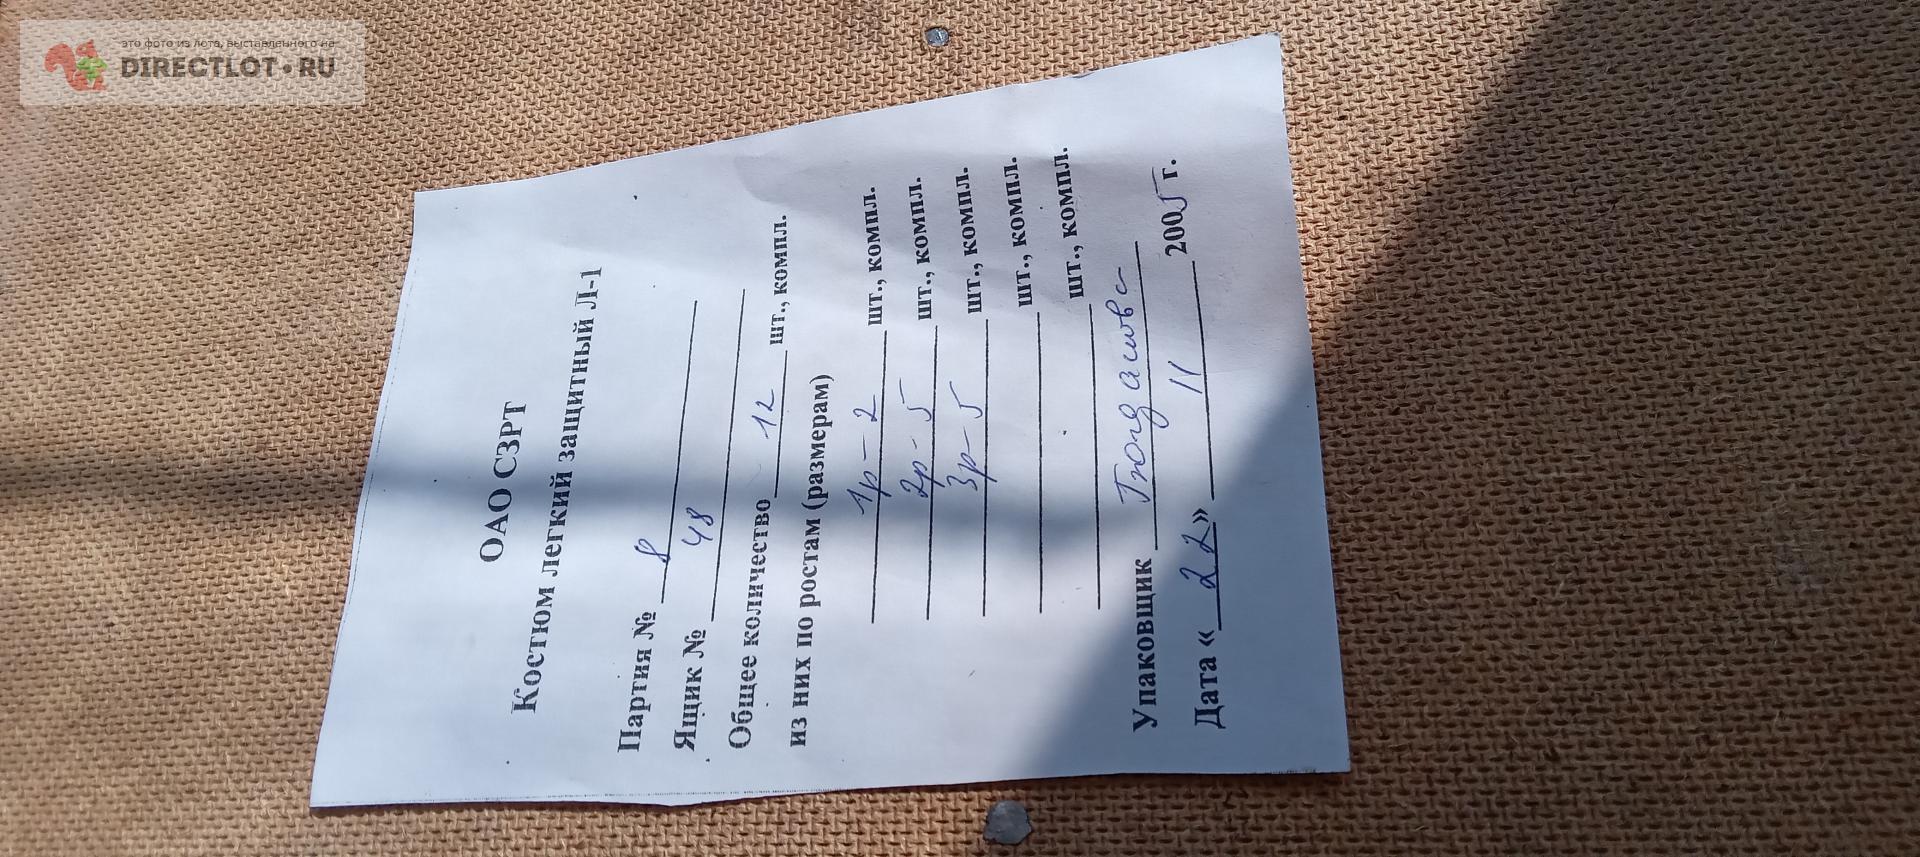 это фото из лота, выставленного на
DIRECTLOT.RU
ОАО СЗРТ
Костюм легкий защитный Л-1
Партия № 8
Ящик № 48
Общее количество 12 шт., компл.
из них по ростам (размерам)
1р - 2 шт., компл.
2р - 5 шт., компл.
3р - 5 шт., компл.
шт., компл.
шт., компл.
Упаковщик
Дата «22» 11 2005 г.